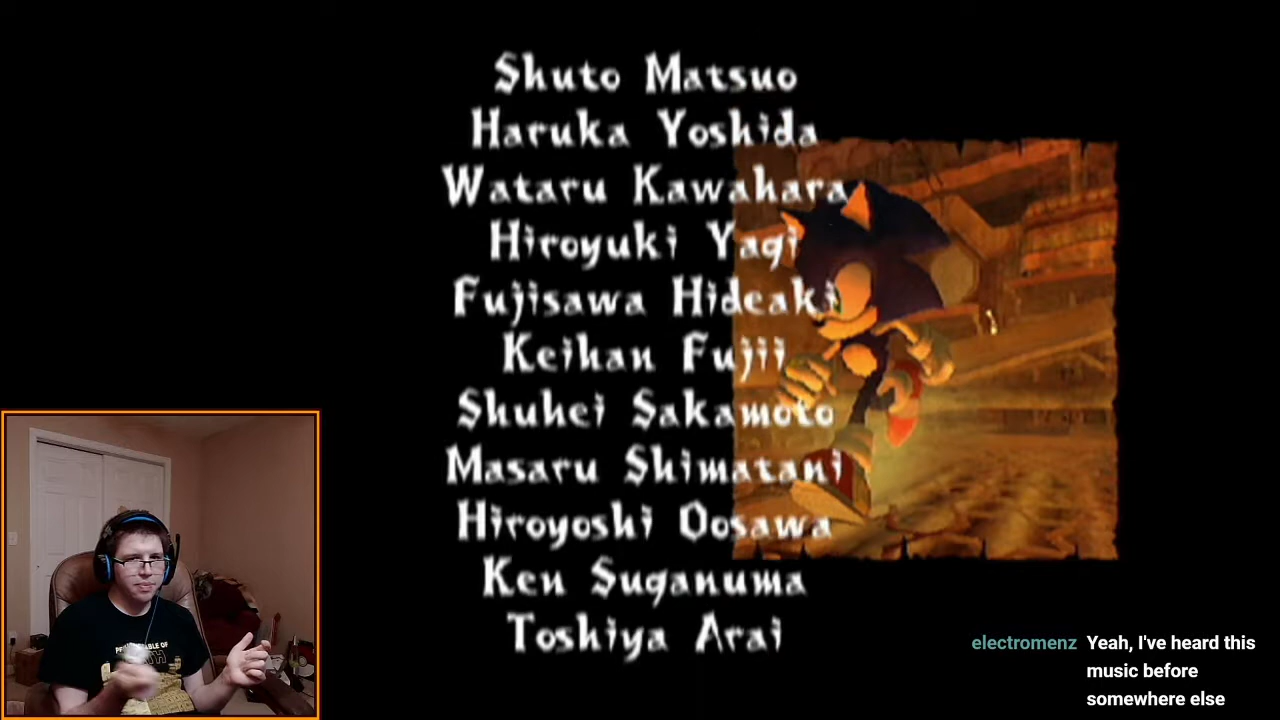 Shuto Matsuo
Haruka Yoshida
Wataru Kawahara
Hiroyuki Yagi
Fujisawa Hideaki
Keihan Fujii
Shuhei Sakamoto
Masaru Shimatani
Hiroyoshi Oosawa
Ken Suganuma
Toshiya Arai
electromenz Yeah, I've heard this
music before
somewhere else